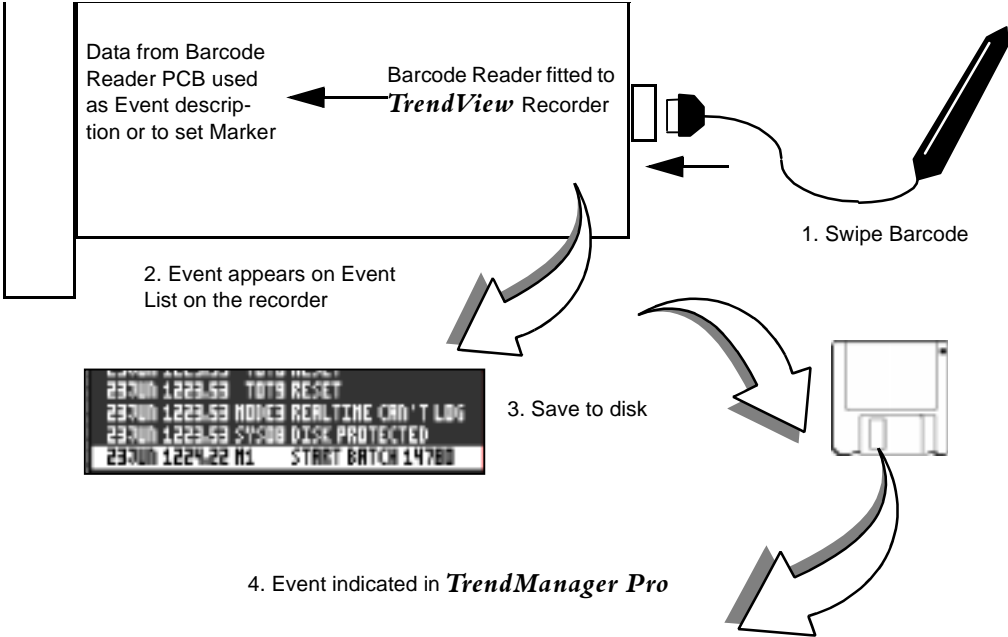 Data from Barcode
Reader PCB used
as Event descrip-
tion or to set Marker
Barcode Reader fitted to
TrendView Recorder
1. Swipe Barcode
2. Event appears on Event
List on the recorder
23JUN 1223.53 TOT9 RESET
23JUN 1223.53 MODE3 REALTIME CAN'T LOG
23JUN 1223.53 SYS08 DISK PROTECTED
23JUN 1224.22 M1 START BATCH 1478D
3. Save to disk
4. Event indicated in TrendManager Pro